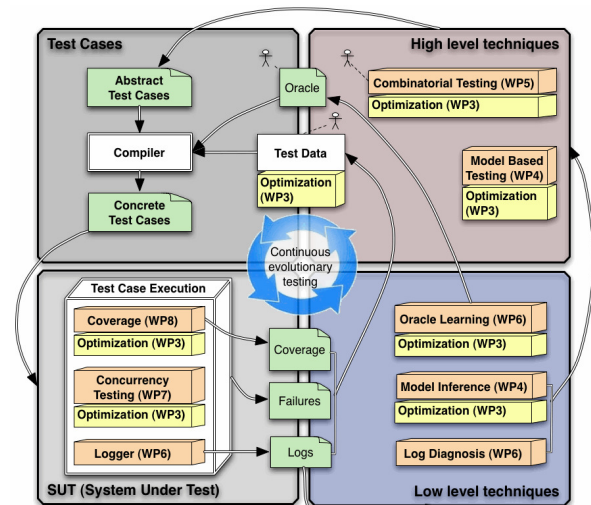 Test Cases
High level techniques
Abstract
Test Cases
Oracle
Combinatorial Testing (WP5)
Optimization (WP3)
Compiler
Test Data
Optimization
(WP3)
Model Based
Testing (WP4)
Optimization
(WP3)
Concrete
Test Cases
Continuous
evolutionary
testing
Test Case Execution
Coverage (WP8)
Optimization (WP3)
Concurrency
Testing (WP7)
Optimization (WP3)
Logger (WP6)
Coverage
Failures
Logs
Oracle Learning (WP6)
Optimization (WP3)
Model Inference (WP4)
Optimization (WP3)
Log Diagnosis (WP6)
SUT (System Under Test)
Low level techniques